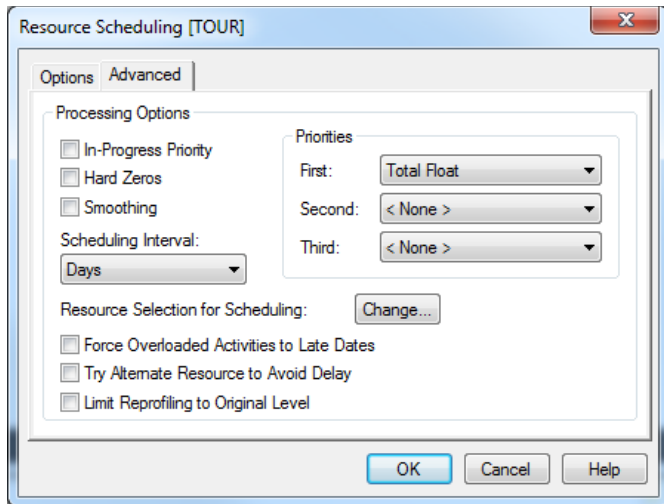 Resource Scheduling [TOUR]
Options
Advanced
Processing Options
In-Progress Priority
Hard Zeros
Smoothing
Scheduling Interval:
Days
Priorities
First:
Total Float
Second:
< None >
Third:
< None >
Resource Selection for Scheduling:
Change...
Force Overloaded Activities to Late Dates
Try Alternate Resource to Avoid Delay
Limit Reprofiling to Original Level
OK
Cancel
Help